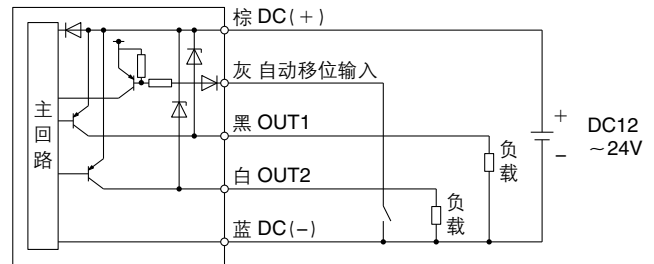 棕 DC(+)
灰 自动移位输入
主回路
黑 OUT1
+
DC12
～24V
−
负载
白 OUT2
负载
蓝 DC(−)